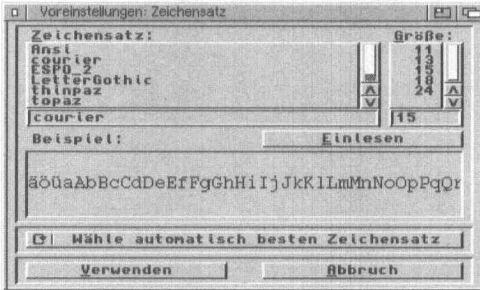 Voreinstellungen: Zeichensatz
Zeichensatz:
Größe:
Ansi
courier
ESPO_2
LetterGothic
thinpaz
topaz
11
13
15
18
24
courier
15
Beispiel:
Einlesen
äöüaAbBcCdDeEfFgGhHiIjJkKlLmMnNoOpPqQr
Wähle automatisch besten Zeichensatz
Verwenden
Abbruch